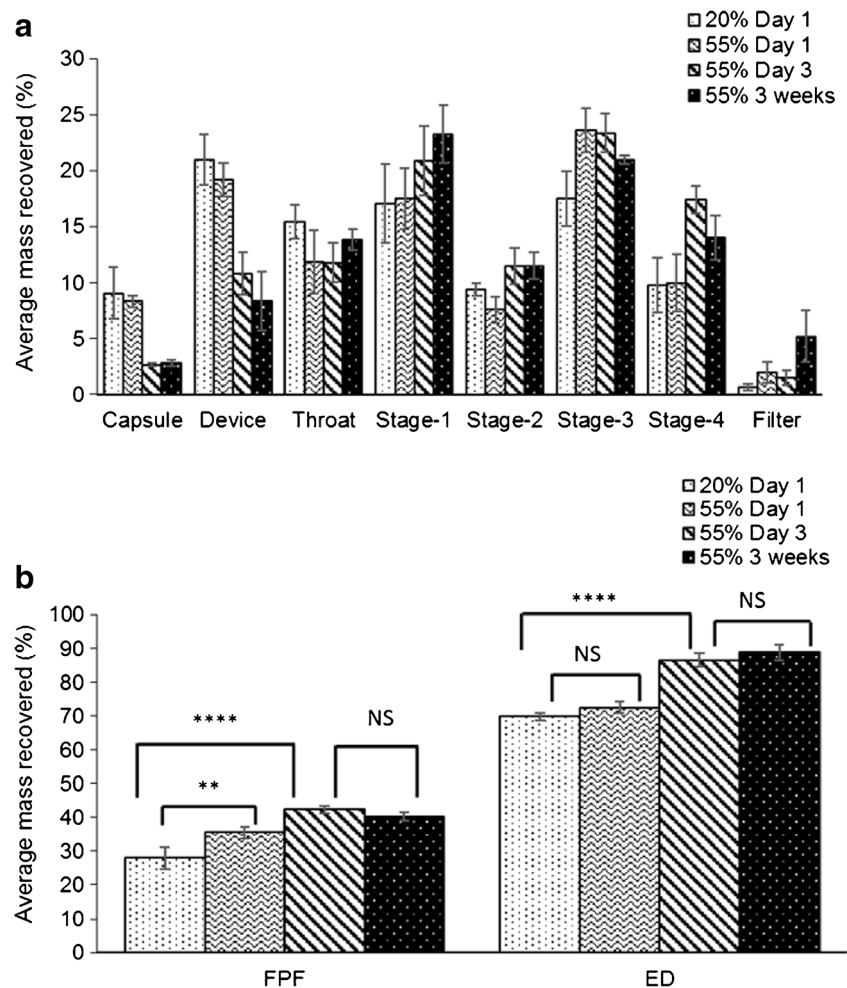 a
20% Day 1
55% Day 1
55% Day 3
55% 3 weeks
Average mass recovered (%)
30
25
20
15
10
5
0
Capsule Device Throat Stage-1 Stage-2 Stage-3 Stage-4 Filter
20% Day 1
55% Day 1
55% Day 3
55% 3 weeks
b
Average mass recovered (%)
100
90
80
70
60
50
40
30
20
10
0
**** NS
NS
**** NS
**
FPF ED